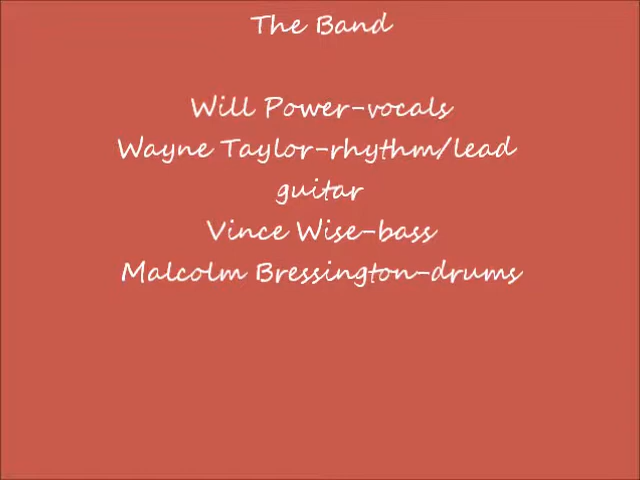 The Band
Will Power-vocals
Wayne Taylor-rhythm/lead
guitar
Vince Wise-bass
Malcolm Bressington-drums